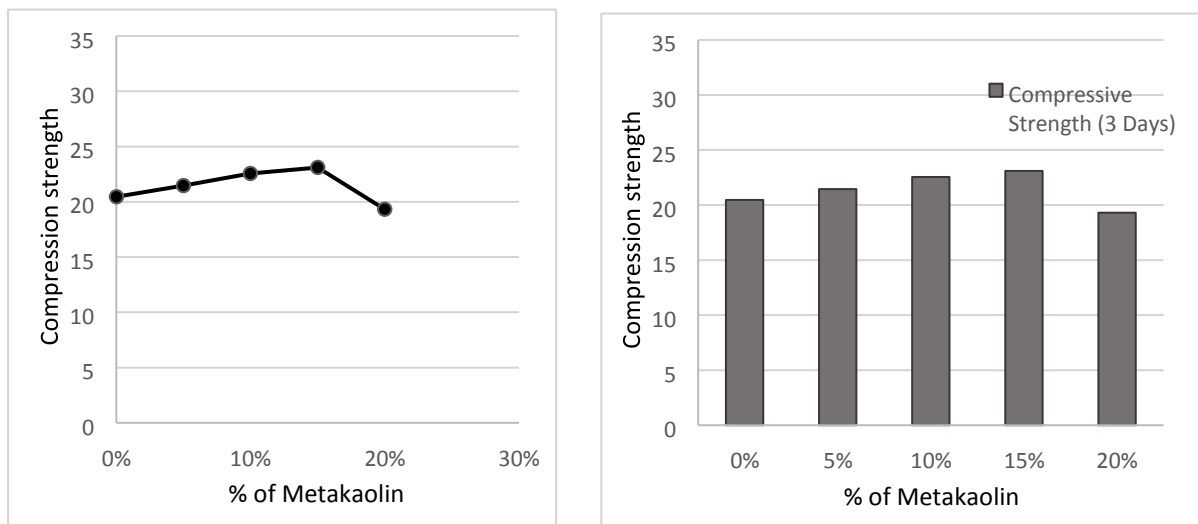 35
30
25
20
15
10
5
0
Compression strength
0% 10% 20% 30%
% of Metakaolin
35
30
25
20
15
10
5
0
Compression strength
Compressive
Strength (3 Days)
0% 5% 10% 15% 20%
% of Metakaolin